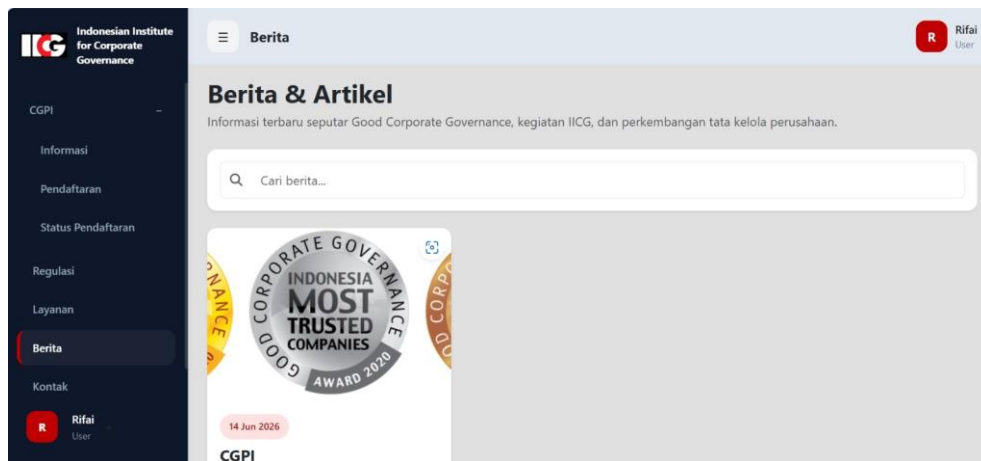 IICG
Indonesian Institute
for Corporate
Governance
CGPI –
Informasi
Pendaftaran
Status Pendaftaran
Regulasi
Layanan
Berita
Kontak
R
Rifai
User
☰ Berita
R
Rifai
User
Berita & Artikel
Informasi terbaru seputar Good Corporate Governance, kegiatan IICG, dan perkembangan tata kelola perusahaan.
Cari berita...
GOOD CORPORATE GOVERNANCE
INDONESIA
MOST
TRUSTED
COMPANIES
AWARD 2020
14 Jun 2026
CGPI